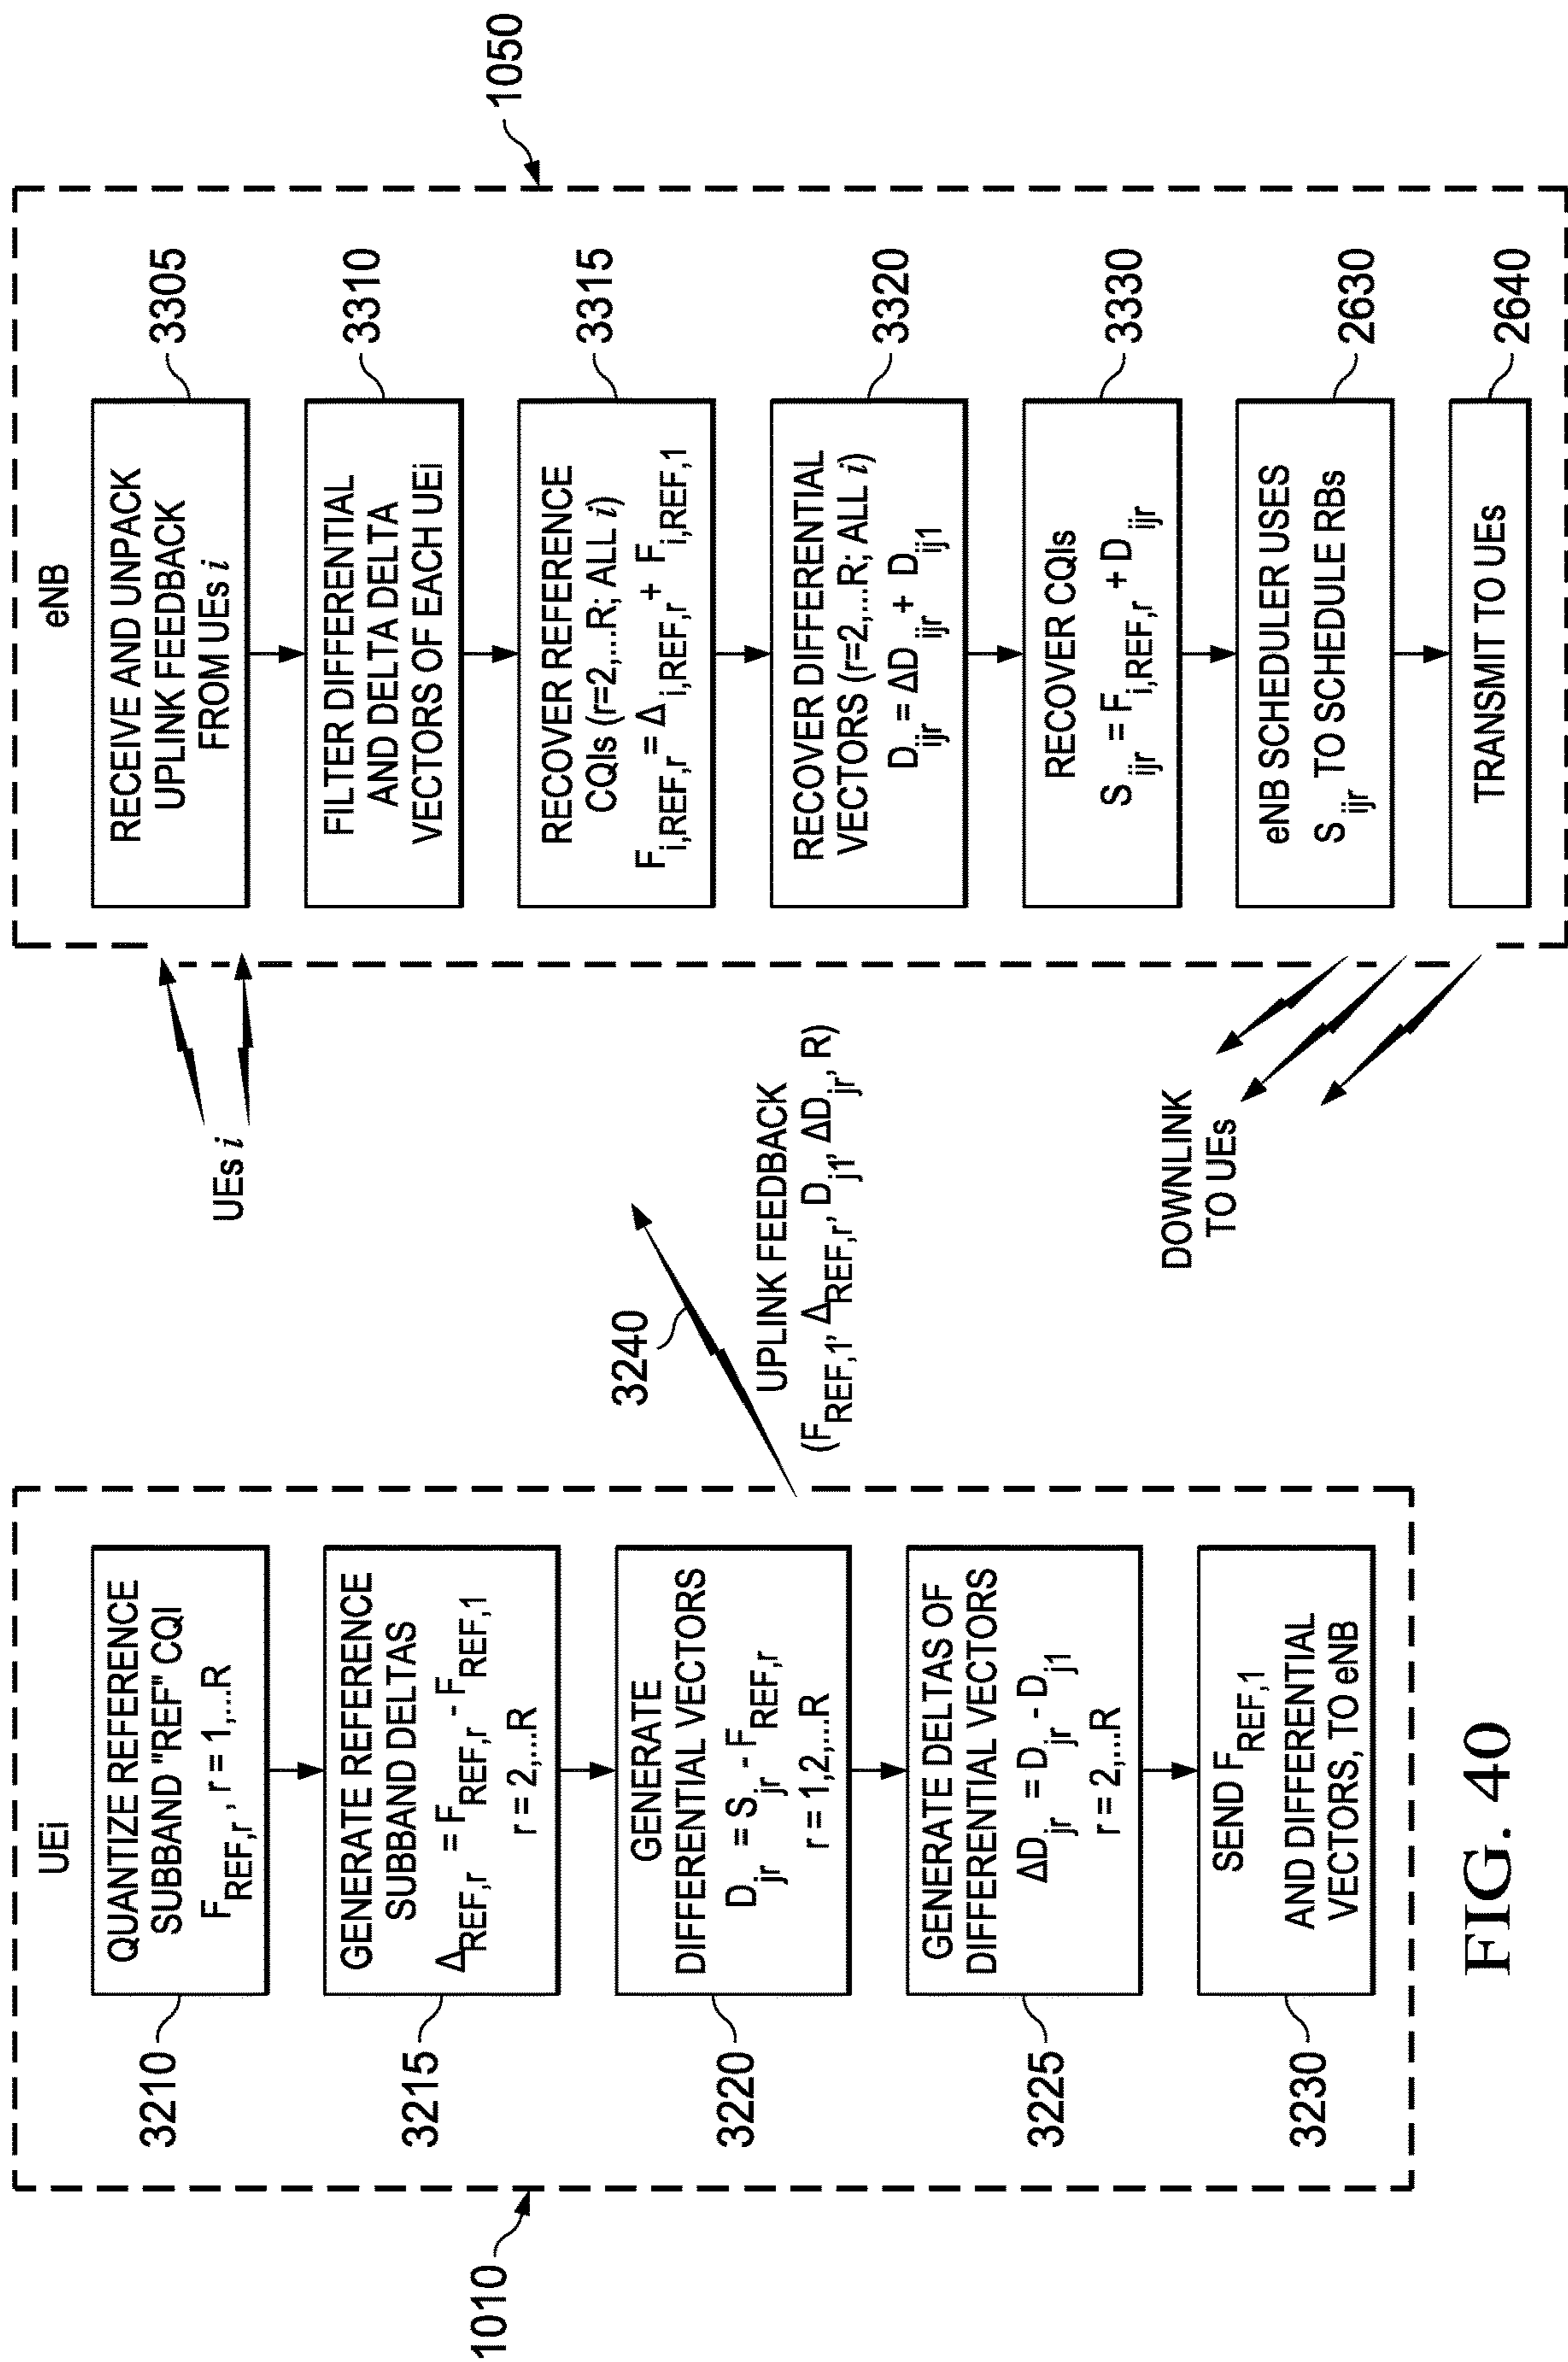 UEi
1010
3210
QUANTIZE REFERENCE
SUBBAND "REF" CQI
F_REF,r, r = 1,...R
3215
GENERATE REFERENCE
SUBBAND DELTAS
Δ_REF,r = F_REF,r - F_REF,1
r = 2,...R
3220
GENERATE
DIFFERENTIAL VECTORS
D_jr = S_jr - F_REF,r
r = 1,2,...R
3225
GENERATE DELTAS OF
DIFFERENTIAL VECTORS
ΔD_jr = D_jr - D_j1
r = 2,...R
3230
SEND F_REF,1
AND DIFFERENTIAL
VECTORS, TO eNB
3240
UPLINK FEEDBACK
(F_REF,1, Δ_REF,r, D_j1, ΔD_jr, R)
UEs i
DOWNLINK
TO UEs
eNB
1050
RECEIVE AND UNPACK
UPLINK FEEDBACK
FROM UEs i
3305
FILTER DIFFERENTIAL
AND DELTA DELTA
VECTORS OF EACH UEi
3310
RECOVER REFERENCE
CQIs (r=2,...R; ALL i)
F_i,REF,r = Δ_i,REF,r + F_i,REF,1
3315
RECOVER DIFFERENTIAL
VECTORS (r=2,...R; ALL i)
D_ijr = ΔD_ijr + D_ij1
3320
RECOVER CQIs
S_ijr = F_i,REF,r + D_ijr
3330
eNB SCHEDULER USES
S_ijr TO SCHEDULE RBs
2630
TRANSMIT TO UEs
2640
FIG. 40